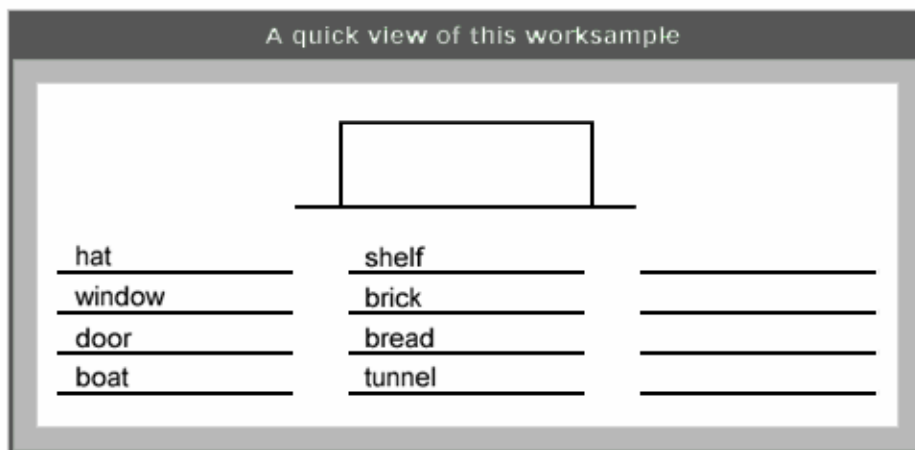 A quick view of this worksample
hat
window
door
boat
shelf
brick
bread
tunnel